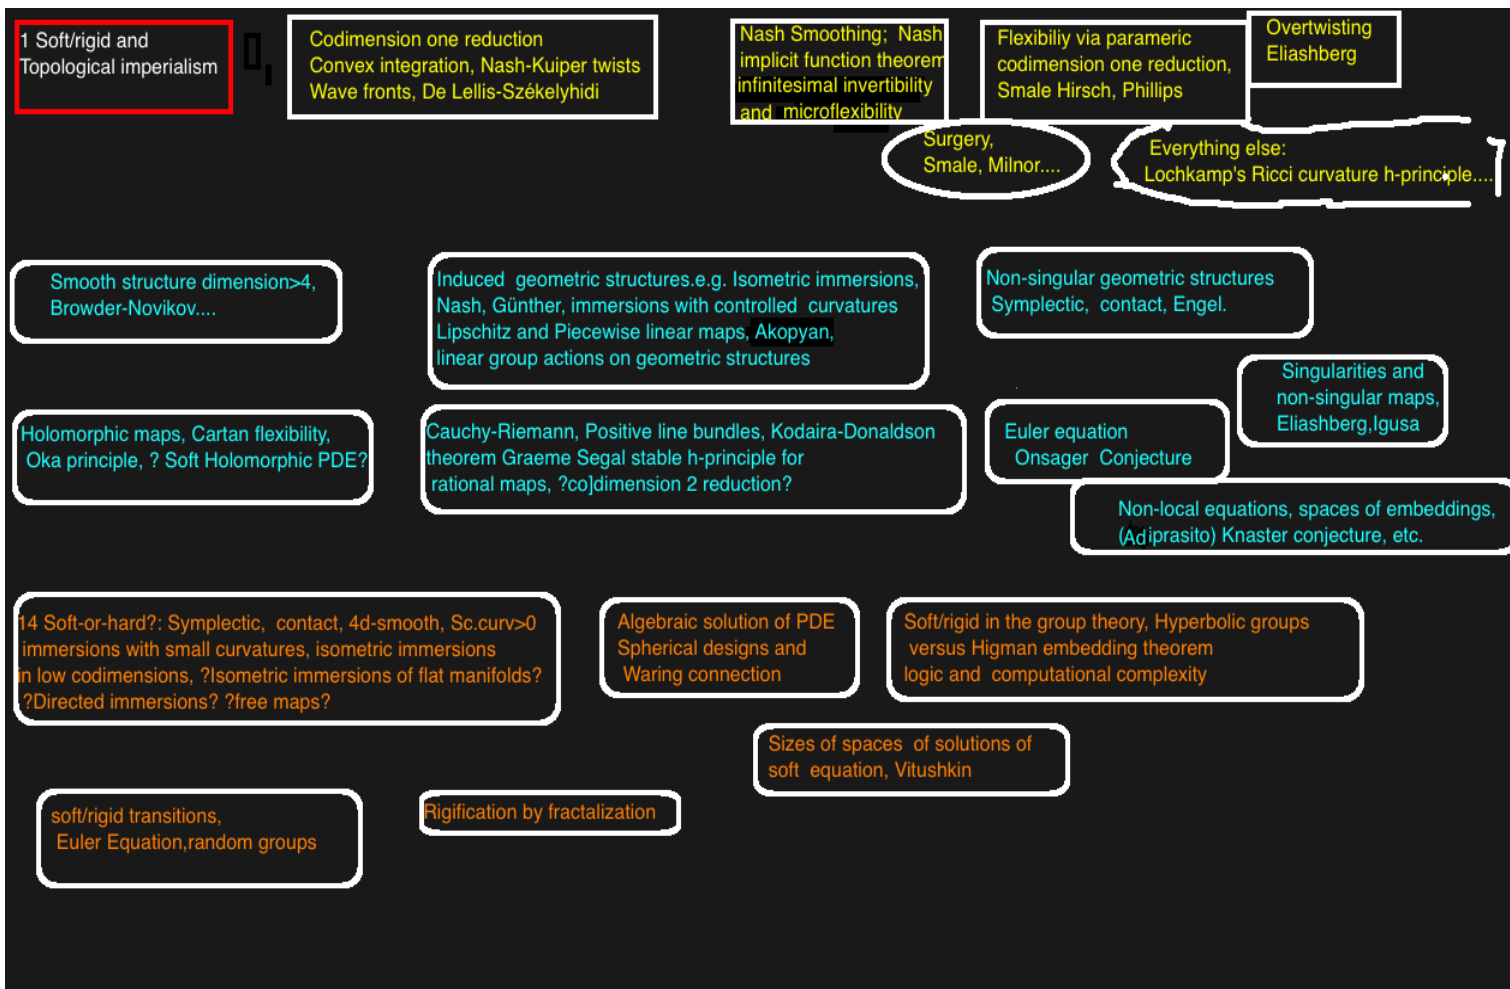 1 Soft/rigid and
Topological imperialism
Codimension one reduction
Convex integration, Nash-Kuiper twists
Wave fronts, De Lellis-Székelyhidi
Nash Smoothing; Nash
implicit function theorem
infinitesimal invertibility
and microflexibility
Flexibiliy via parameric
codimension one reduction,
Smale Hirsch, Phillips
Overtwisting
Eliashberg
Surgery,
Smale, Milnor....
Everything else:
Lochkamp's Ricci curvature h-principle....
Smooth structure dimension>4,
Browder-Novikov....
Induced geometric structures.e.g. Isometric immersions,
Nash, Günther, immersions with controlled curvatures
Lipschitz and Piecewise linear maps, Akopyan,
linear group actions on geometric structures
Non-singular geometric structures
Symplectic, contact, Engel.
Singularities and
non-singular maps,
Eliashberg,Igusa
Holomorphic maps, Cartan flexibility,
Oka principle, ? Soft Holomorphic PDE?
Cauchy-Riemann, Positive line bundles, Kodaira-Donaldson
theorem Graeme Segal stable h-principle for
rational maps, ?co]dimension 2 reduction?
Euler equation
Onsager Conjecture
Non-local equations, spaces of embeddings,
(Adiprasito) Knaster conjecture, etc.
14 Soft-or-hard?: Symplectic, contact, 4d-smooth, Sc.curv>0
immersions with small curvatures, isometric immersions
in low codimensions, ?Isometric immersions of flat manifolds?
?Directed immersions? ?free maps?
Algebraic solution of PDE
Spherical designs and
Waring connection
Soft/rigid in the group theory, Hyperbolic groups
versus Higman embedding theorem
logic and computational complexity
Sizes of spaces of solutions of
soft equation, Vitushkin
soft/rigid transitions,
Euler Equation,random groups
Rigification by fractalization